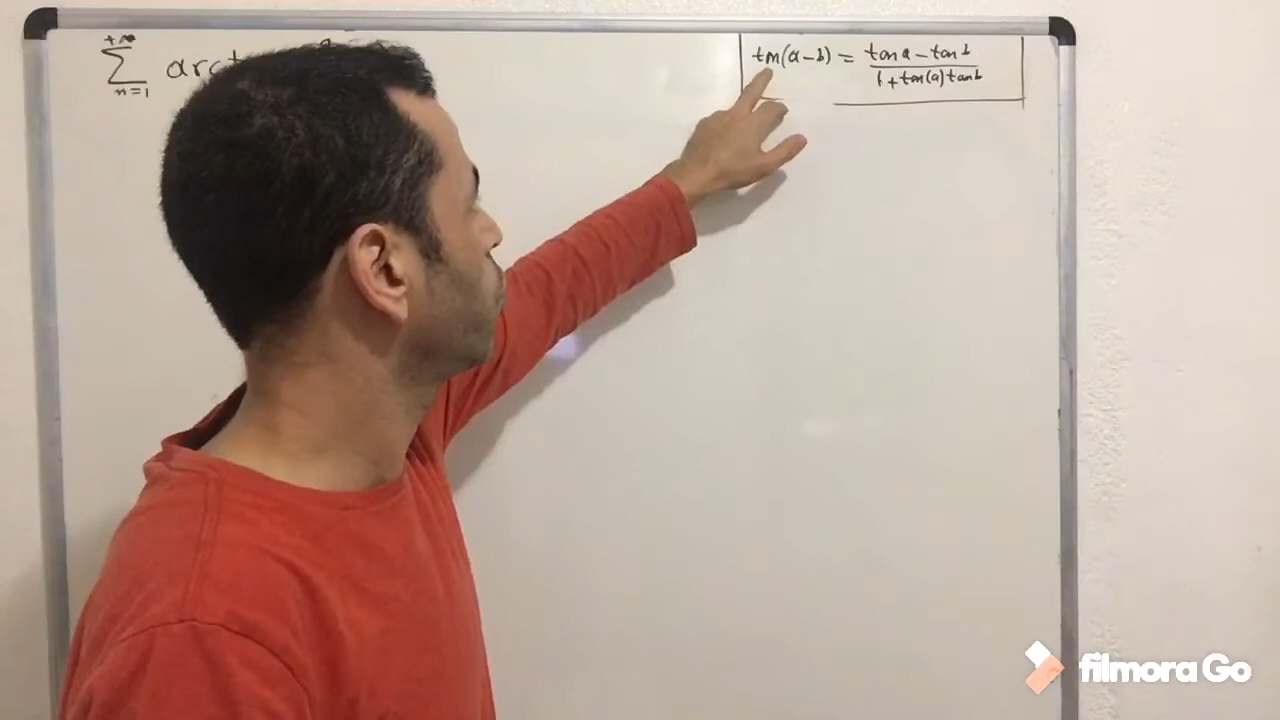 +∞
∑ arct
n=1
tan(a-b) = tan a - tan b
1 + tan(a) tan b
filmora Go